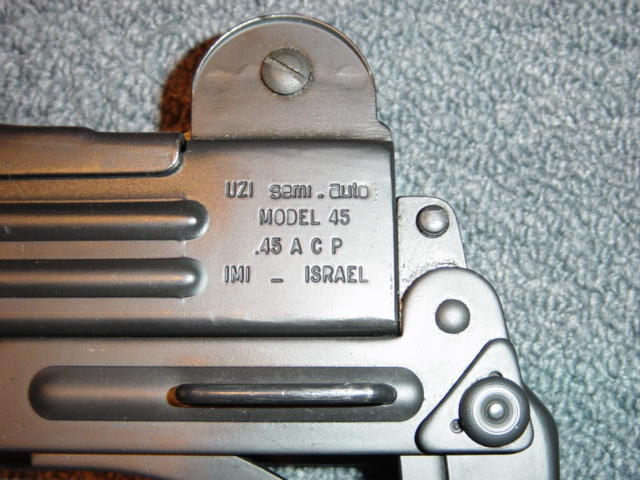 UZI semi.auto
MODEL 45
.45 A C P
IMI - ISRAEL